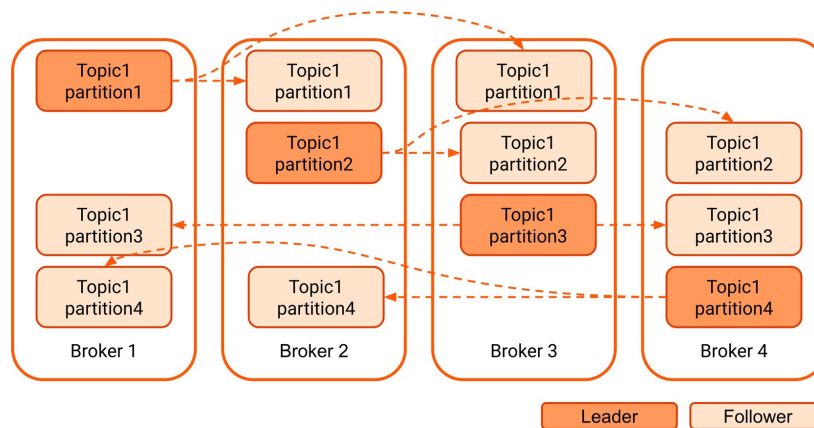 Topic1
partition1
Topic1
partition1
Topic1
partition1
Topic1
partition2
Topic1
partition2
Topic1
partition2
Topic1
partition3
Topic1
partition3
Topic1
partition3
Topic1
partition4
Topic1
partition4
Topic1
partition4
Broker 1
Broker 2
Broker 3
Broker 4
Leader
Follower